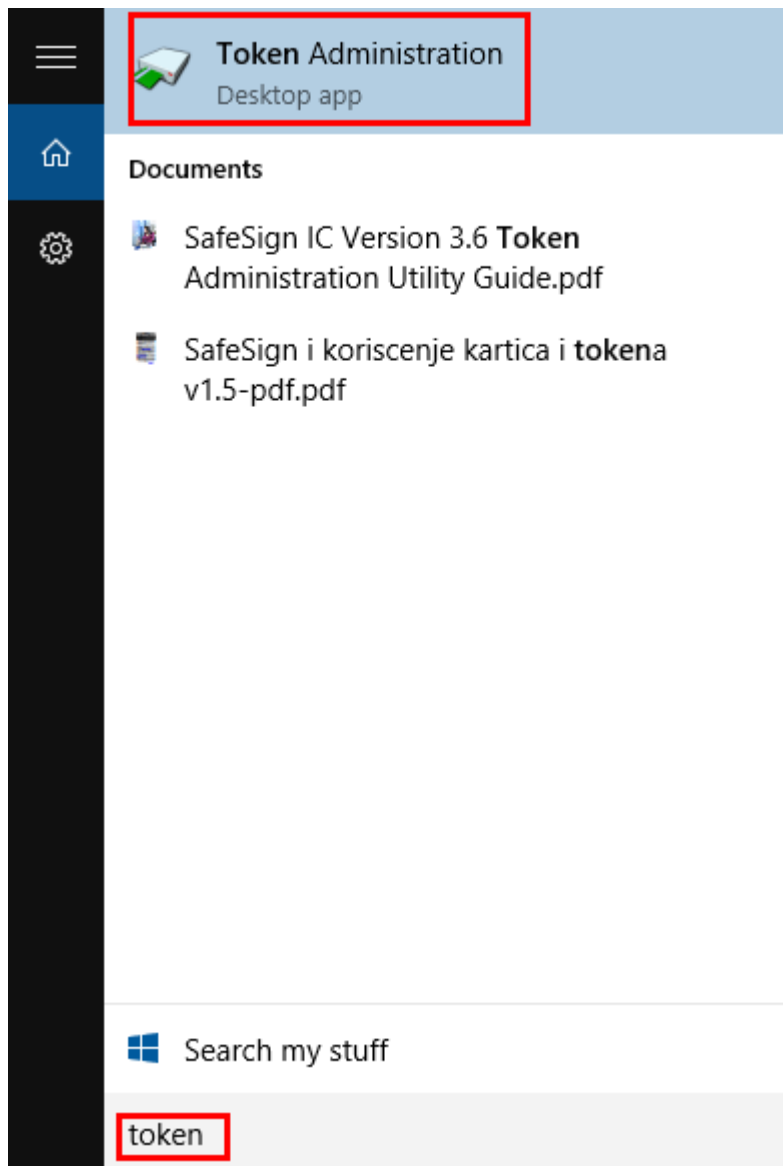 Token Administration
Desktop app
Documents
SafeSign IC Version 3.6 Token
Administration Utility Guide.pdf
SafeSign i koriscenje kartica i tokena
v1.5-pdf.pdf
Search my stuff
token